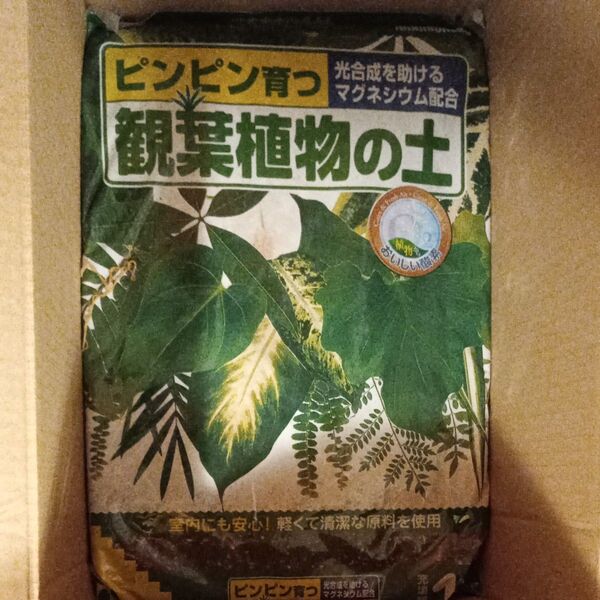 ピンピン育つ
光合成を助ける
マグネシウム配合
観葉植物の土
おいしい酸素
室内にも安心!軽くて清潔な原料を使用
ピンピン育つ
光合成を助ける
マグネシウム配合